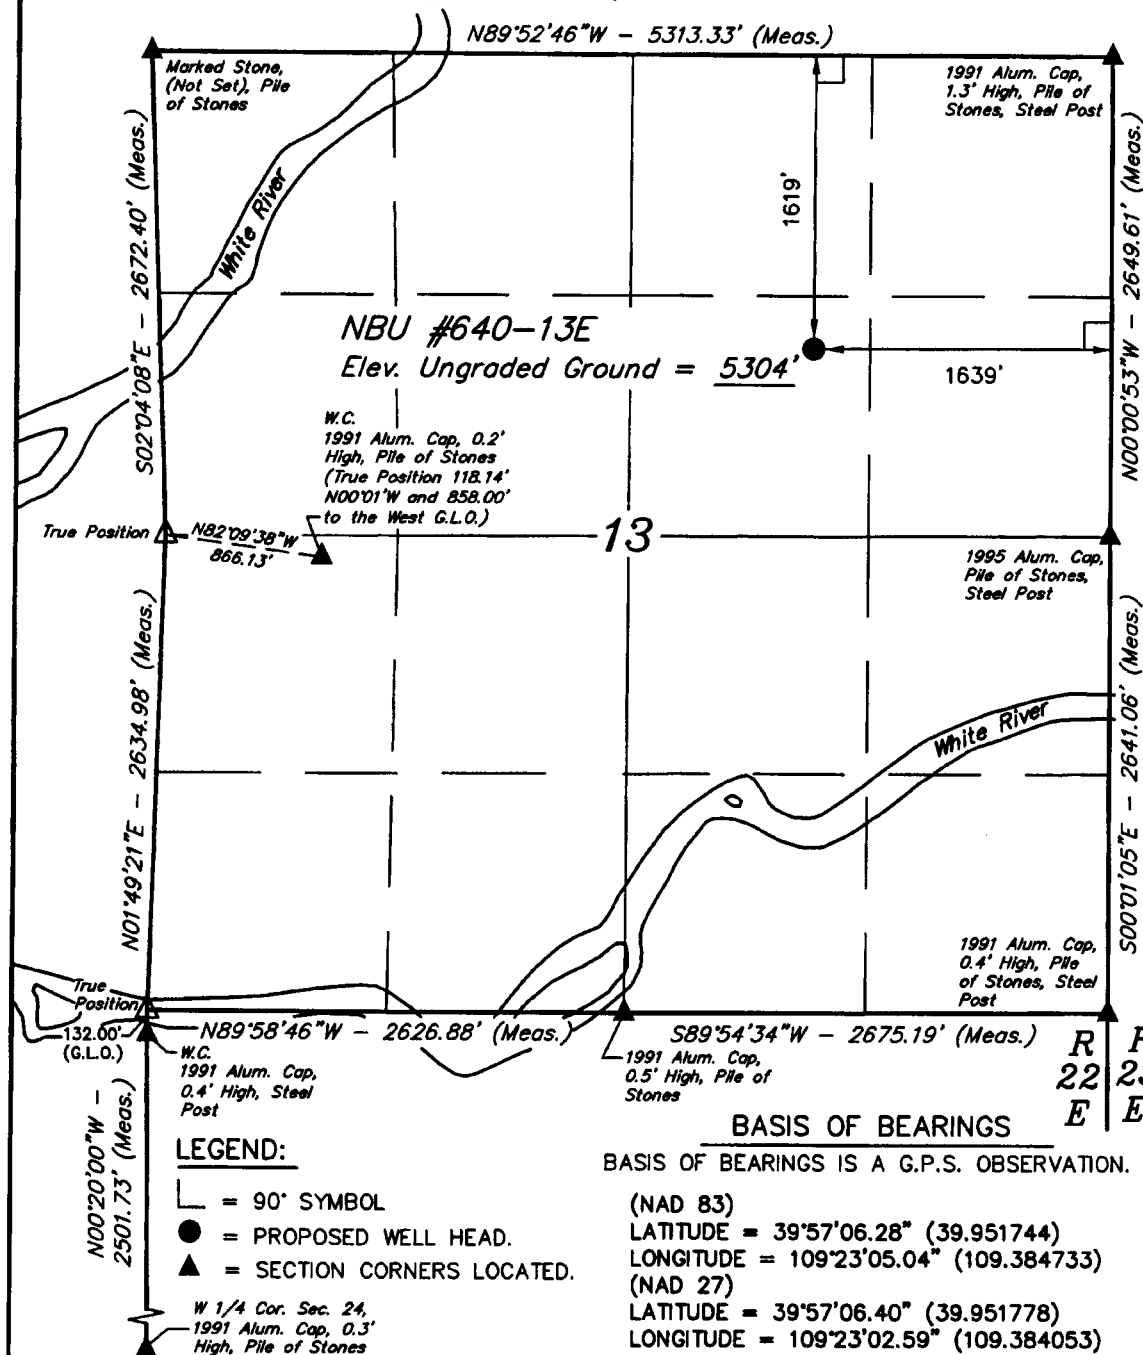 N89°52'46"W - 5313.33' (Meas.)
Marked Stone,
(Not Set), Pile
of Stones
1991 Alum. Cap,
1.3' High, Pile of
Stones, Steel Post
S02°04'08"E - 2672.40' (Meas.)
White River
1619'
N00°00'53"W - 2649.61' (Meas.)
NBU #640-13E
Elev. Ungraded Ground = 5304'
1639'
W.C.
1991 Alum. Cap, 0.2'
High, Pile of Stones
(True Position 118.14'
N00°01'W and 858.00'
to the West G.L.O.)
True Position
N82°09'38"W
866.13'
13
1995 Alum. Cap,
Pile of Stones,
Steel Post
N01°49'21"E - 2634.98' (Meas.)
White River
S00°01'05"E - 2641.06' (Meas.)
1991 Alum. Cap,
0.4' High, Pile
of Stones, Steel
Post
True
Position
132.00'
(G.L.O.)
N89°58'46"W - 2626.88' (Meas.)
S89°54'34"W - 2675.19' (Meas.)
W.C.
1991 Alum. Cap,
0.4' High, Steel
Post
1991 Alum. Cap,
0.5' High, Pile of
Stones
R
22
E
E
N00°20'00"W -
2501.73' (Meas.)
BASIS OF BEARINGS
BASIS OF BEARINGS IS A G.P.S. OBSERVATION.
LEGEND:
= 90° SYMBOL
= PROPOSED WELL HEAD.
= SECTION CORNERS LOCATED.
W 1/4 Cor. Sec. 24,
1991 Alum. Cap, 0.3'
High, Pile of Stones
(NAD 83)
LATITUDE = 39°57'06.28" (39.951744)
LONGITUDE = 109°23'05.04" (109.384733)
(NAD 27)
LATITUDE = 39°57'06.40" (39.951778)
LONGITUDE = 109°23'02.59" (109.384053)